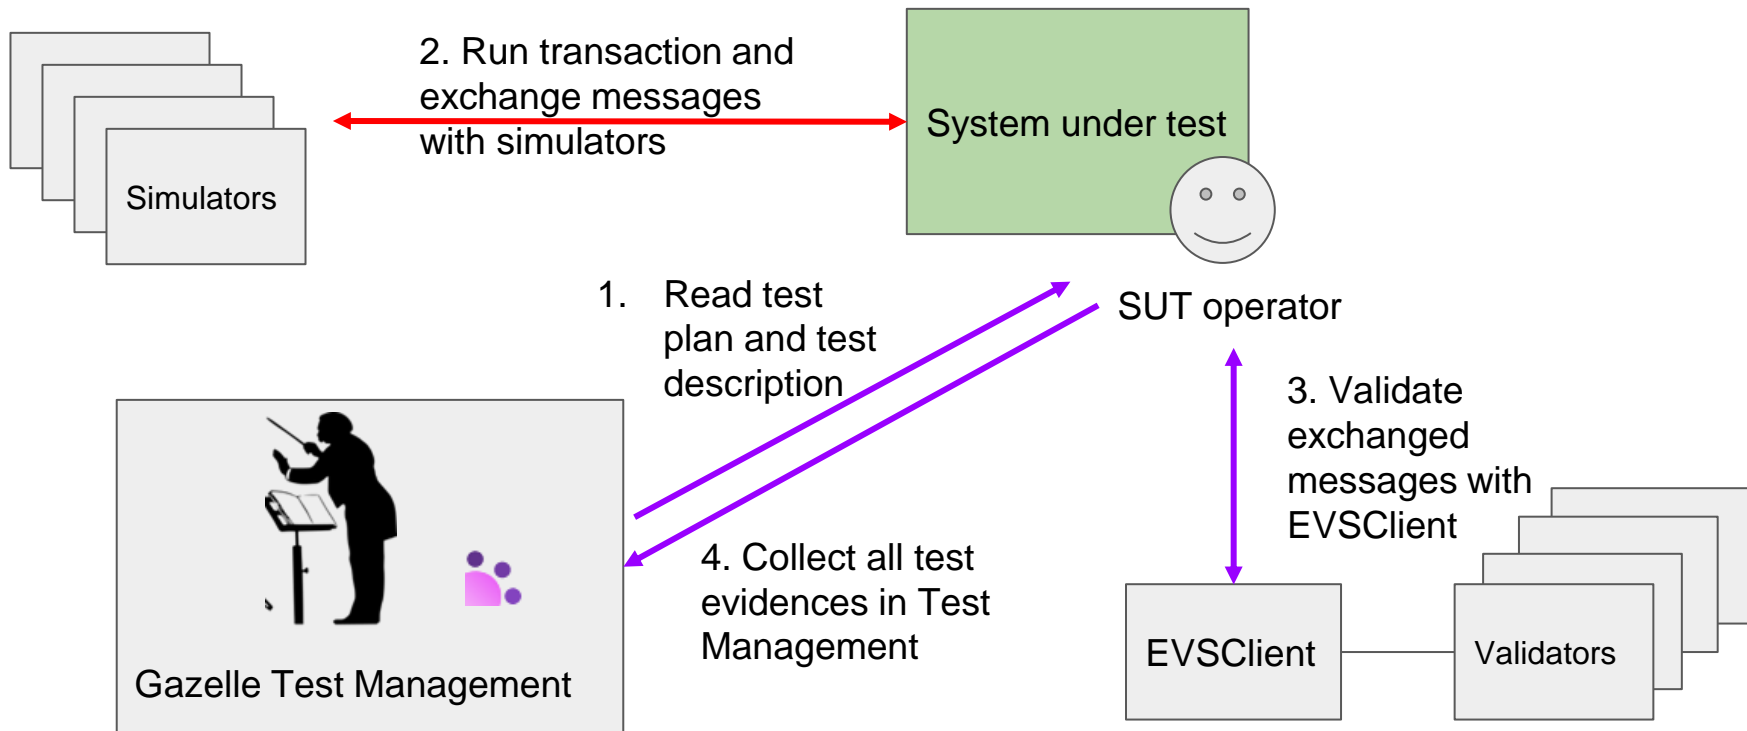 2. Run transaction and
exchange messages
with simulators
System under test
Simulators
1. Read test
plan and test
description
SUT operator
3. Validate
exchanged
messages with
EVSClient
4. Collect all test
evidences in Test
Management
Gazelle Test Management
EVSClient
Validators